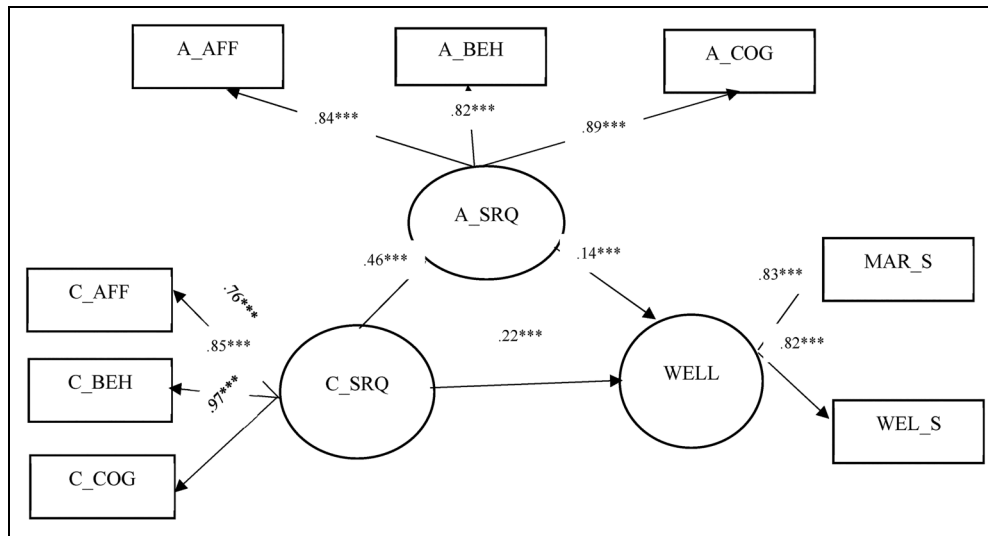 A_AFF
A_BEH
A_COG
.84***
.82***
.89***
A_SRQ
.46***
.14***
MAR_S
.83***
C_AFF
.76***
.85***
.22***
.82***
C_BEH
.97***
C_SRQ
WELL
WEL_S
C_COG